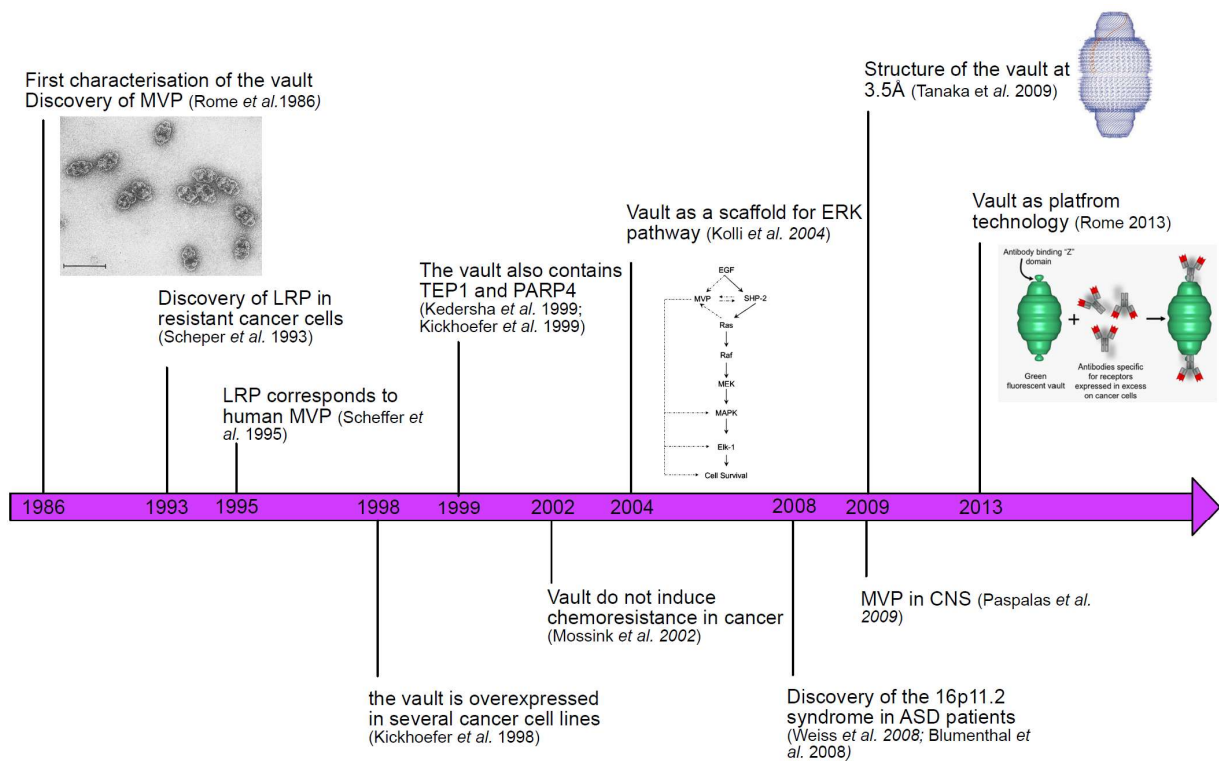 First characterisation of the vault
Discovery of MVP (Rome et al.1986)
Discovery of LRP in
resistant cancer cells
(Scheper et al. 1993)
LRP corresponds to
human MVP (Scheffer et
al. 1995)
The vault also contains
TEP1 and PARP4
(Kedersha et al. 1999;
Kickhoefer et al. 1999)
Vault as a scaffold for ERK
pathway (Kolli et al. 2004)
EGF
MVP
SHP-2
Ras
Raf
MEK
MAPK
Elk-1
Cell Survival
Structure of the vault at
3.5Å (Tanaka et al. 2009)
Vault as platfrom
technology (Rome 2013)
Antibody binding "Z"
domain
+
Green
fluorescent vault
Antibodies specific
for receptors
expressed in excess
on cancer cells
1986
1993
1995
1998
1999
2002
2004
2008
2009
2013
the vault is overexpressed
in several cancer cell lines
(Kickhoefer et al. 1998)
Vault do not induce
chemoresistance in cancer
(Mossink et al. 2002)
Discovery of the 16p11.2
syndrome in ASD patients
(Weiss et al. 2008; Blumenthal et
al. 2008)
MVP in CNS (Paspalas et al.
2009)